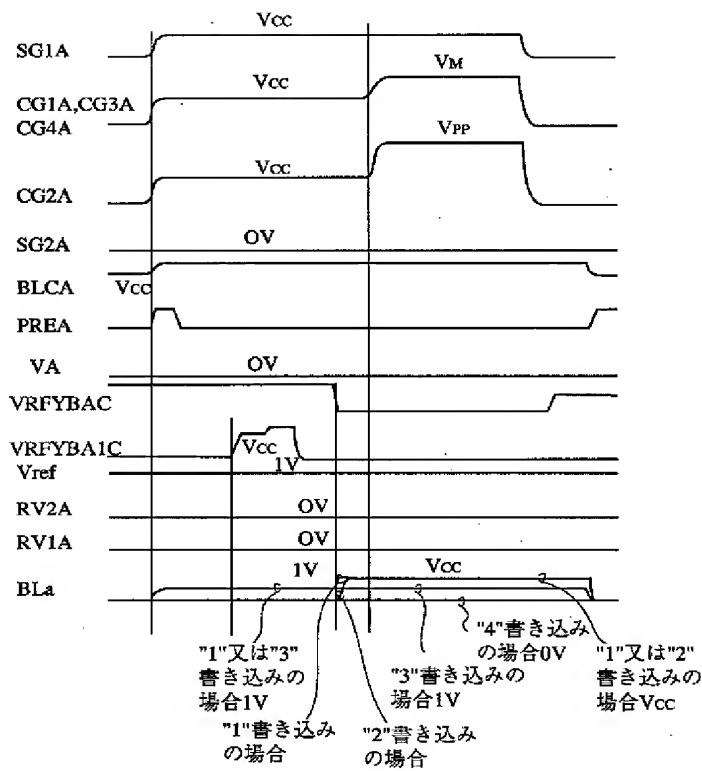 Vcc
SG1A
VM
Vcc
CG1A,CG3A
CG4A
VPP
Vcc
CG2A
0V
SG2A
BLCA Vcc
PREA
VA 0V
VRFYBAC
VRFYBA1C Vcc
Vref 1V
RV2A 0V
RV1A 0V
1V Vcc
BLa
"1"又は"3"
書き込みの
場合1V
"1"書き込み
の場合
"2"書き込み
の場合
"3"書き込みの
場合1V
"4"書き込み
の場合0V
"1"又は"2"
書き込みの
場合Vcc